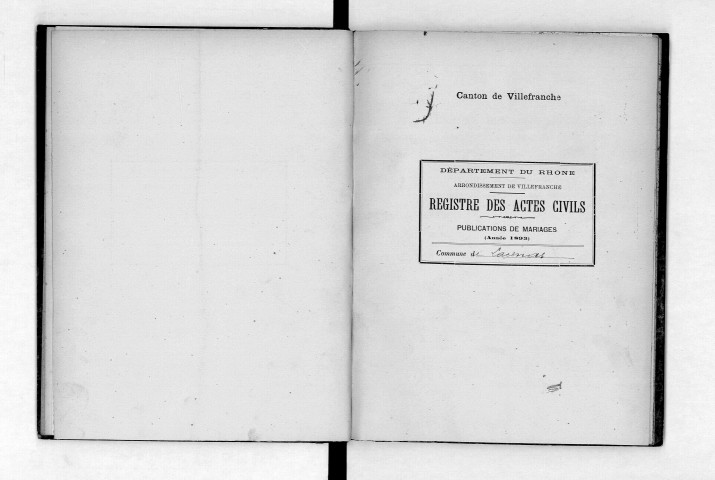 Canton de Villefranche
DÉPARTEMENT DU RHONE
ARRONDISSEMENT DE VILLEFRANCHE
REGISTRE DES ACTES CIVILS
PUBLICATIONS DE MARIAGES
(Année 1893)
Commune de Lacenas